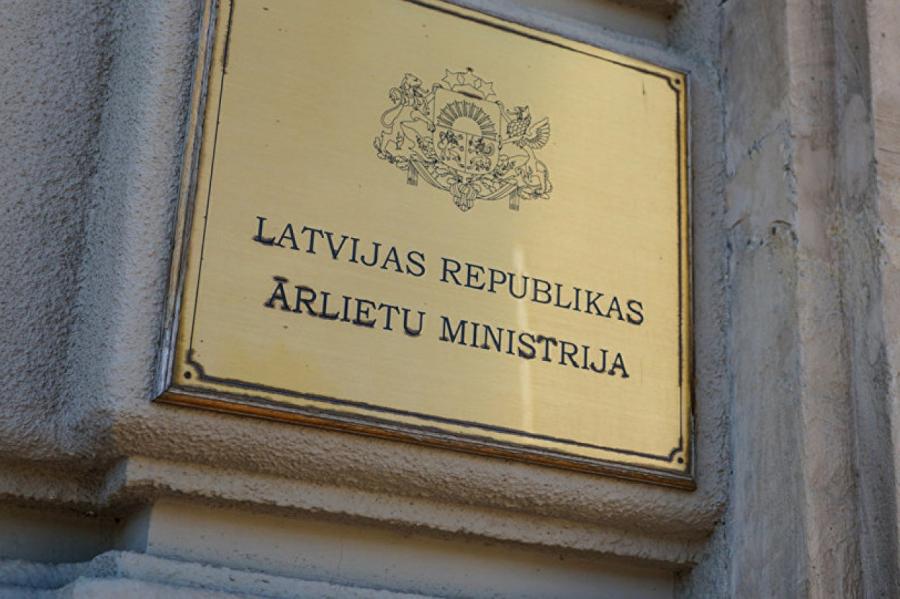 LATVIJAS REPUBLIKAS
ĀRLIETU MINISTRIJA